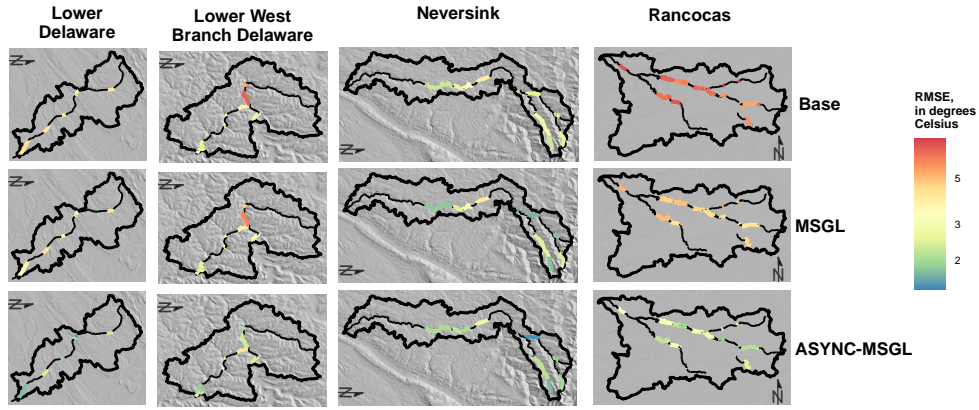 Lower
Delaware
Lower West
Branch Delaware
Neversink
Rancocas
N
N
N
Base
RMSE,
in degrees
Celsius
5
3
2
N
N
N
N
MSGL
N
N
N
N
ASYNC-MSGL
N